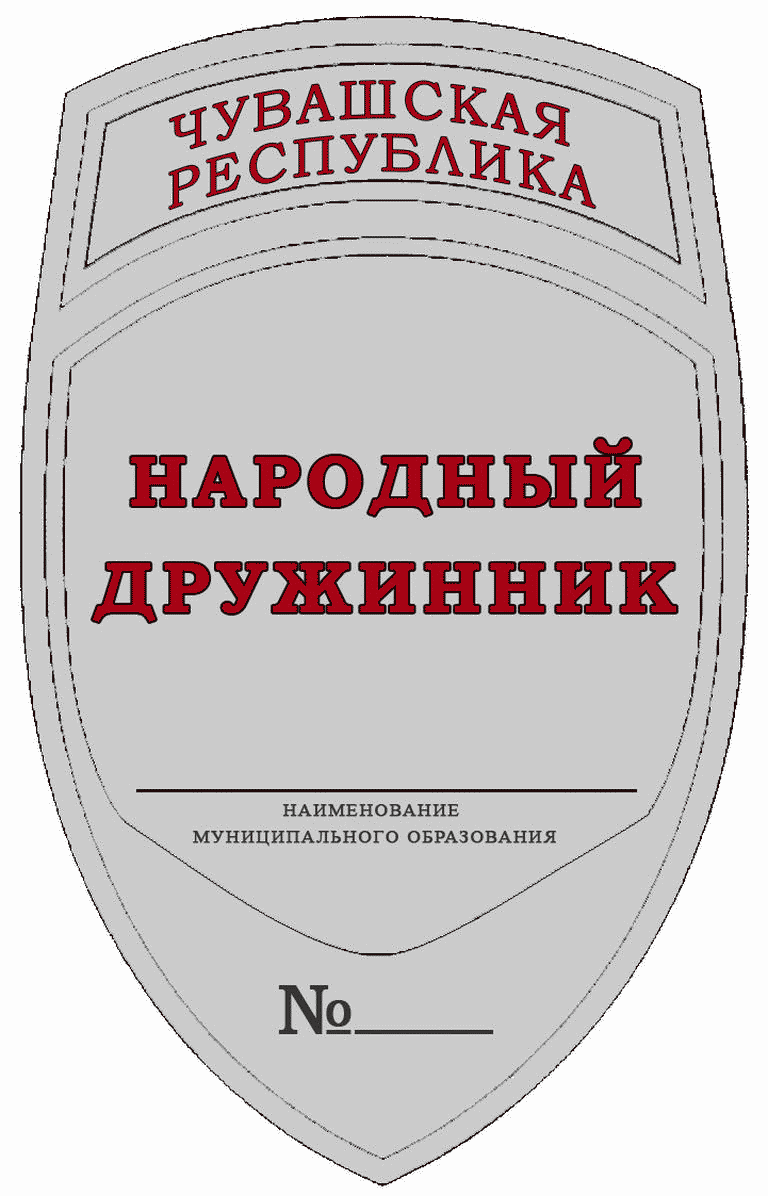 ЧУВАШСКАЯ
РЕСПУБЛИКА
НАРОДНЫЙ
ДРУЖИННИК
НАИМЕНОВАНИЕ
МУНИЦИПАЛЬНОГО ОБРАЗОВАНИЯ
№